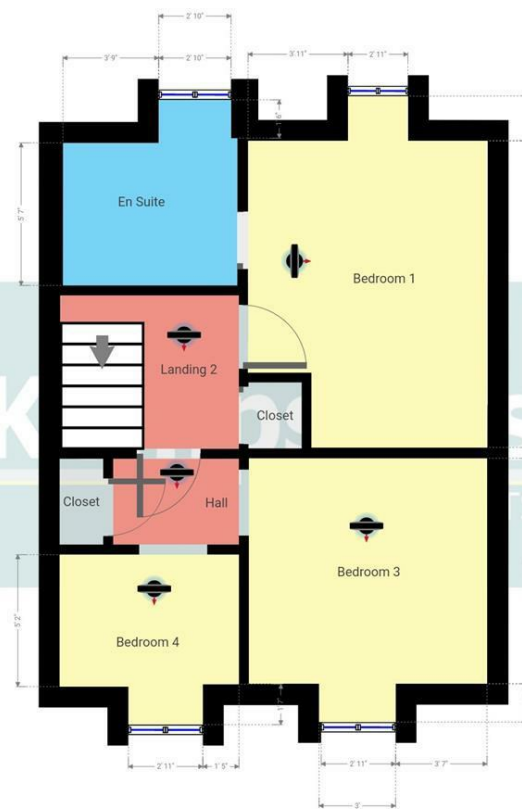 2' 10"
3' 9"
2' 10"
3' 11"
2' 11"
1' 6"
5' 7"
En Suite
Bedroom 1
Landing 2
Closet
Closet
Hall
Bedroom 3
5' 2"
Bedroom 4
2' 11"
1' 5"
2' 11"
3' 7"
3'